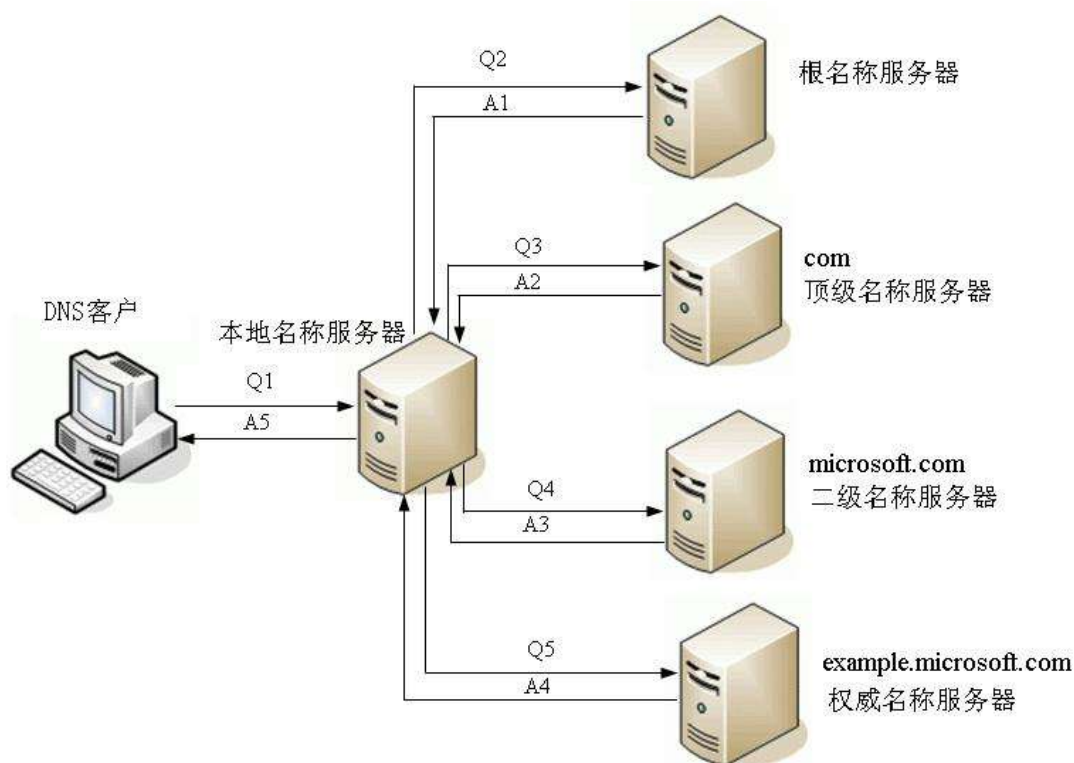 Q2
根名称服务器
A1
Q3
com
A2
顶级名称服务器
DNS客户
本地名称服务器
Q1
A5
microsoft.com
Q4
二级名称服务器
A3
Q5
example.microsoft.com
A4
权威名称服务器